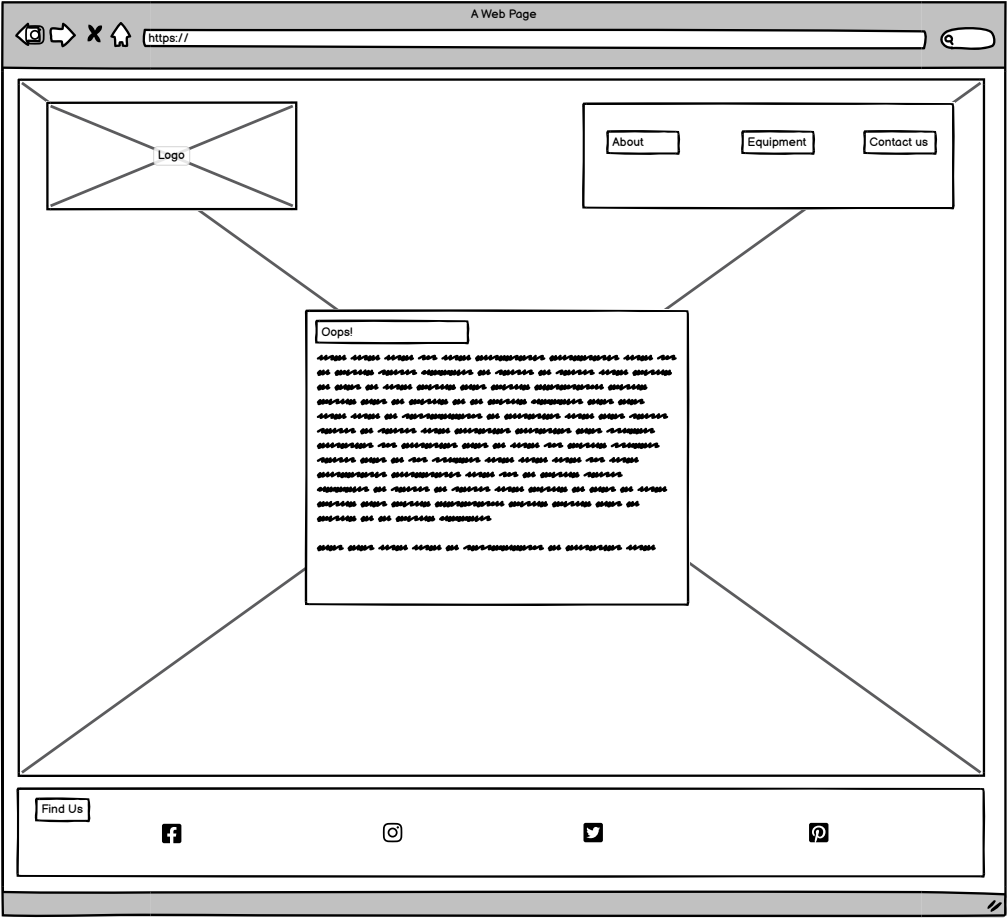 A Web Page
https://
Logo
About
Equipment
Contact us
Oops!
Find Us